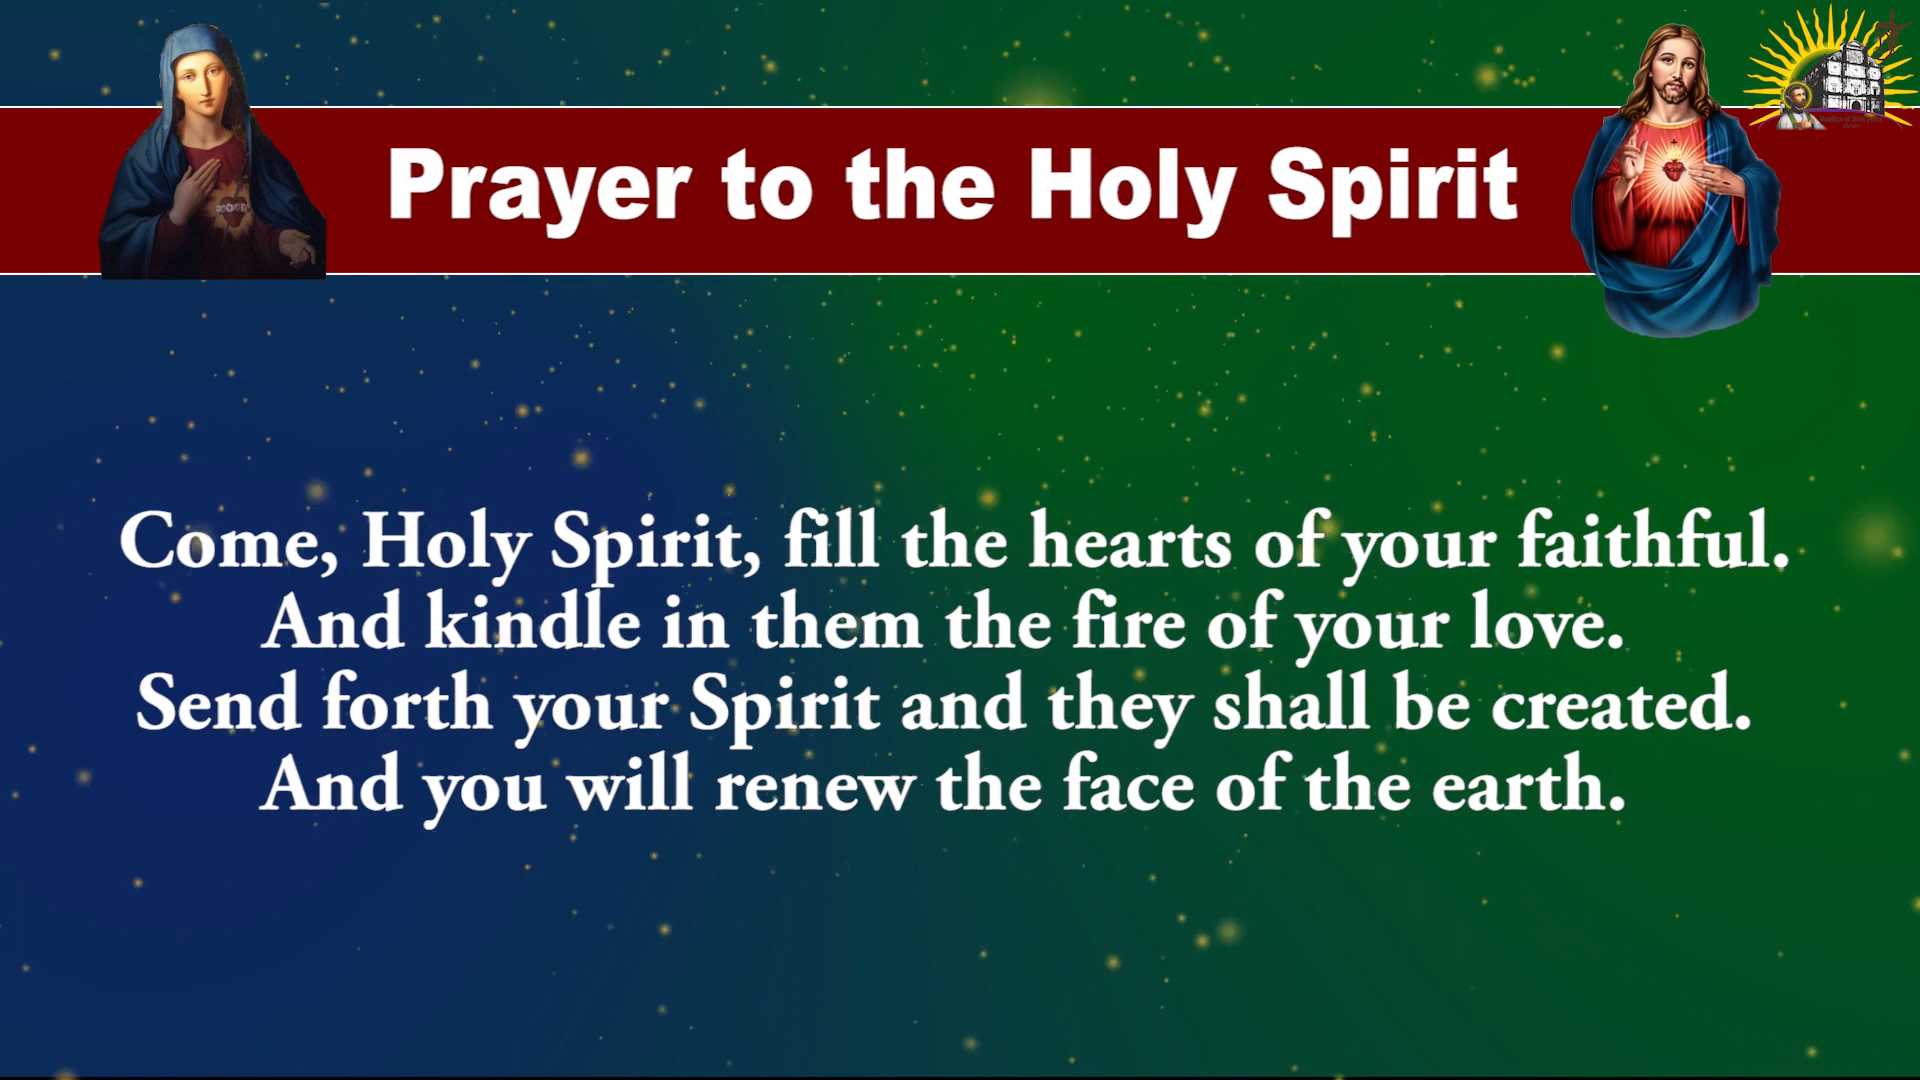 Prayer to the Holy Spirit
Come, Holy Spirit, fill the hearts of your faithful.
And kindle in them the fire of your love.
Send forth your Spirit and they shall be created.
And you will renew the face of the earth.